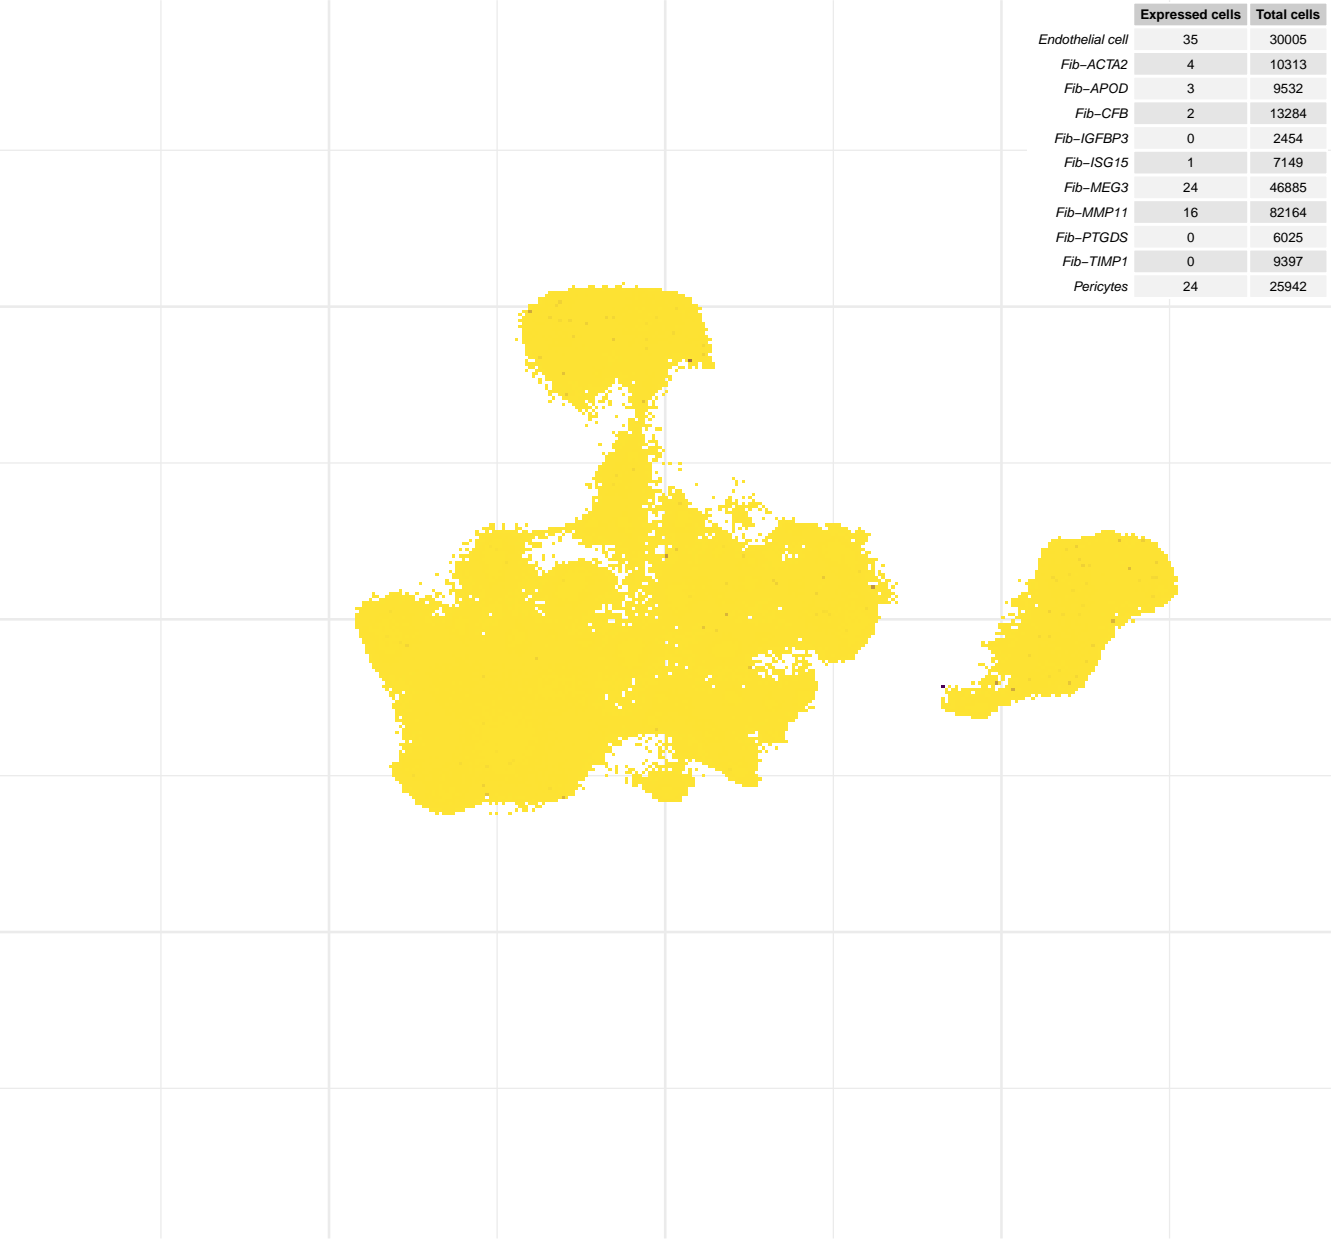 Expressed cells Total cells
Endothelial cell 35 30005
Fib−ACTA2 4 10313
Fib−APOD 3 9532
Fib−CFB 2 13284
Fib−IGFBP3 0 2454
Fib−ISG15 1 7149
Fib−MEG3 24 46885
Fib−MMP11 16 82164
Fib−PTGDS 0 6025
Fib−TIMP1 0 9397
Pericytes 24 25942